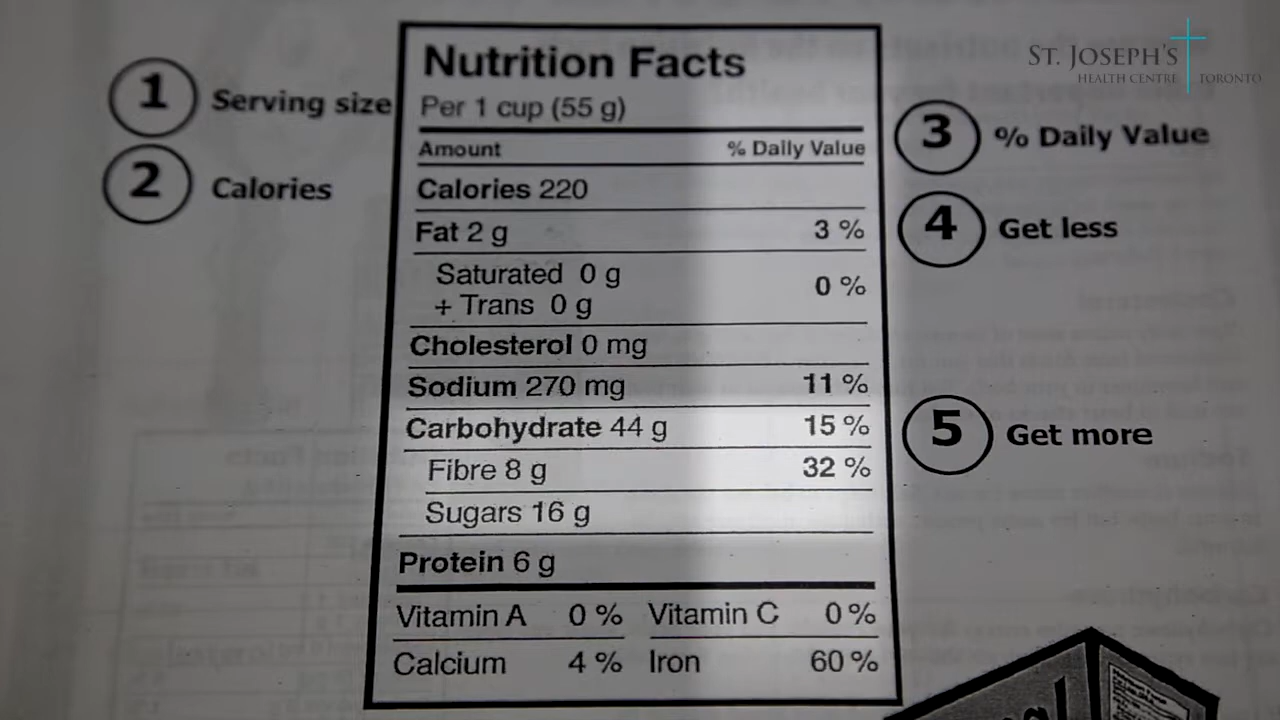 ST. JOSEPH'S
HEALTH CENTRE TORONTO
1 Serving size
2 Calories
Nutrition Facts
Per 1 cup (55 g)
Amount % Daily Value
Calories 220
Fat 2 g 3 %
Saturated 0 g
+ Trans 0 g
0 %
Cholesterol 0 mg
Sodium 270 mg 11 %
Carbohydrate 44 g 15 %
Fibre 8 g 32 %
Sugars 16 g
Protein 6 g
Vitamin A 0 % Vitamin C 0 %
Calcium 4 % Iron 60 %
3 % Daily Value
4 Get less
5 Get more